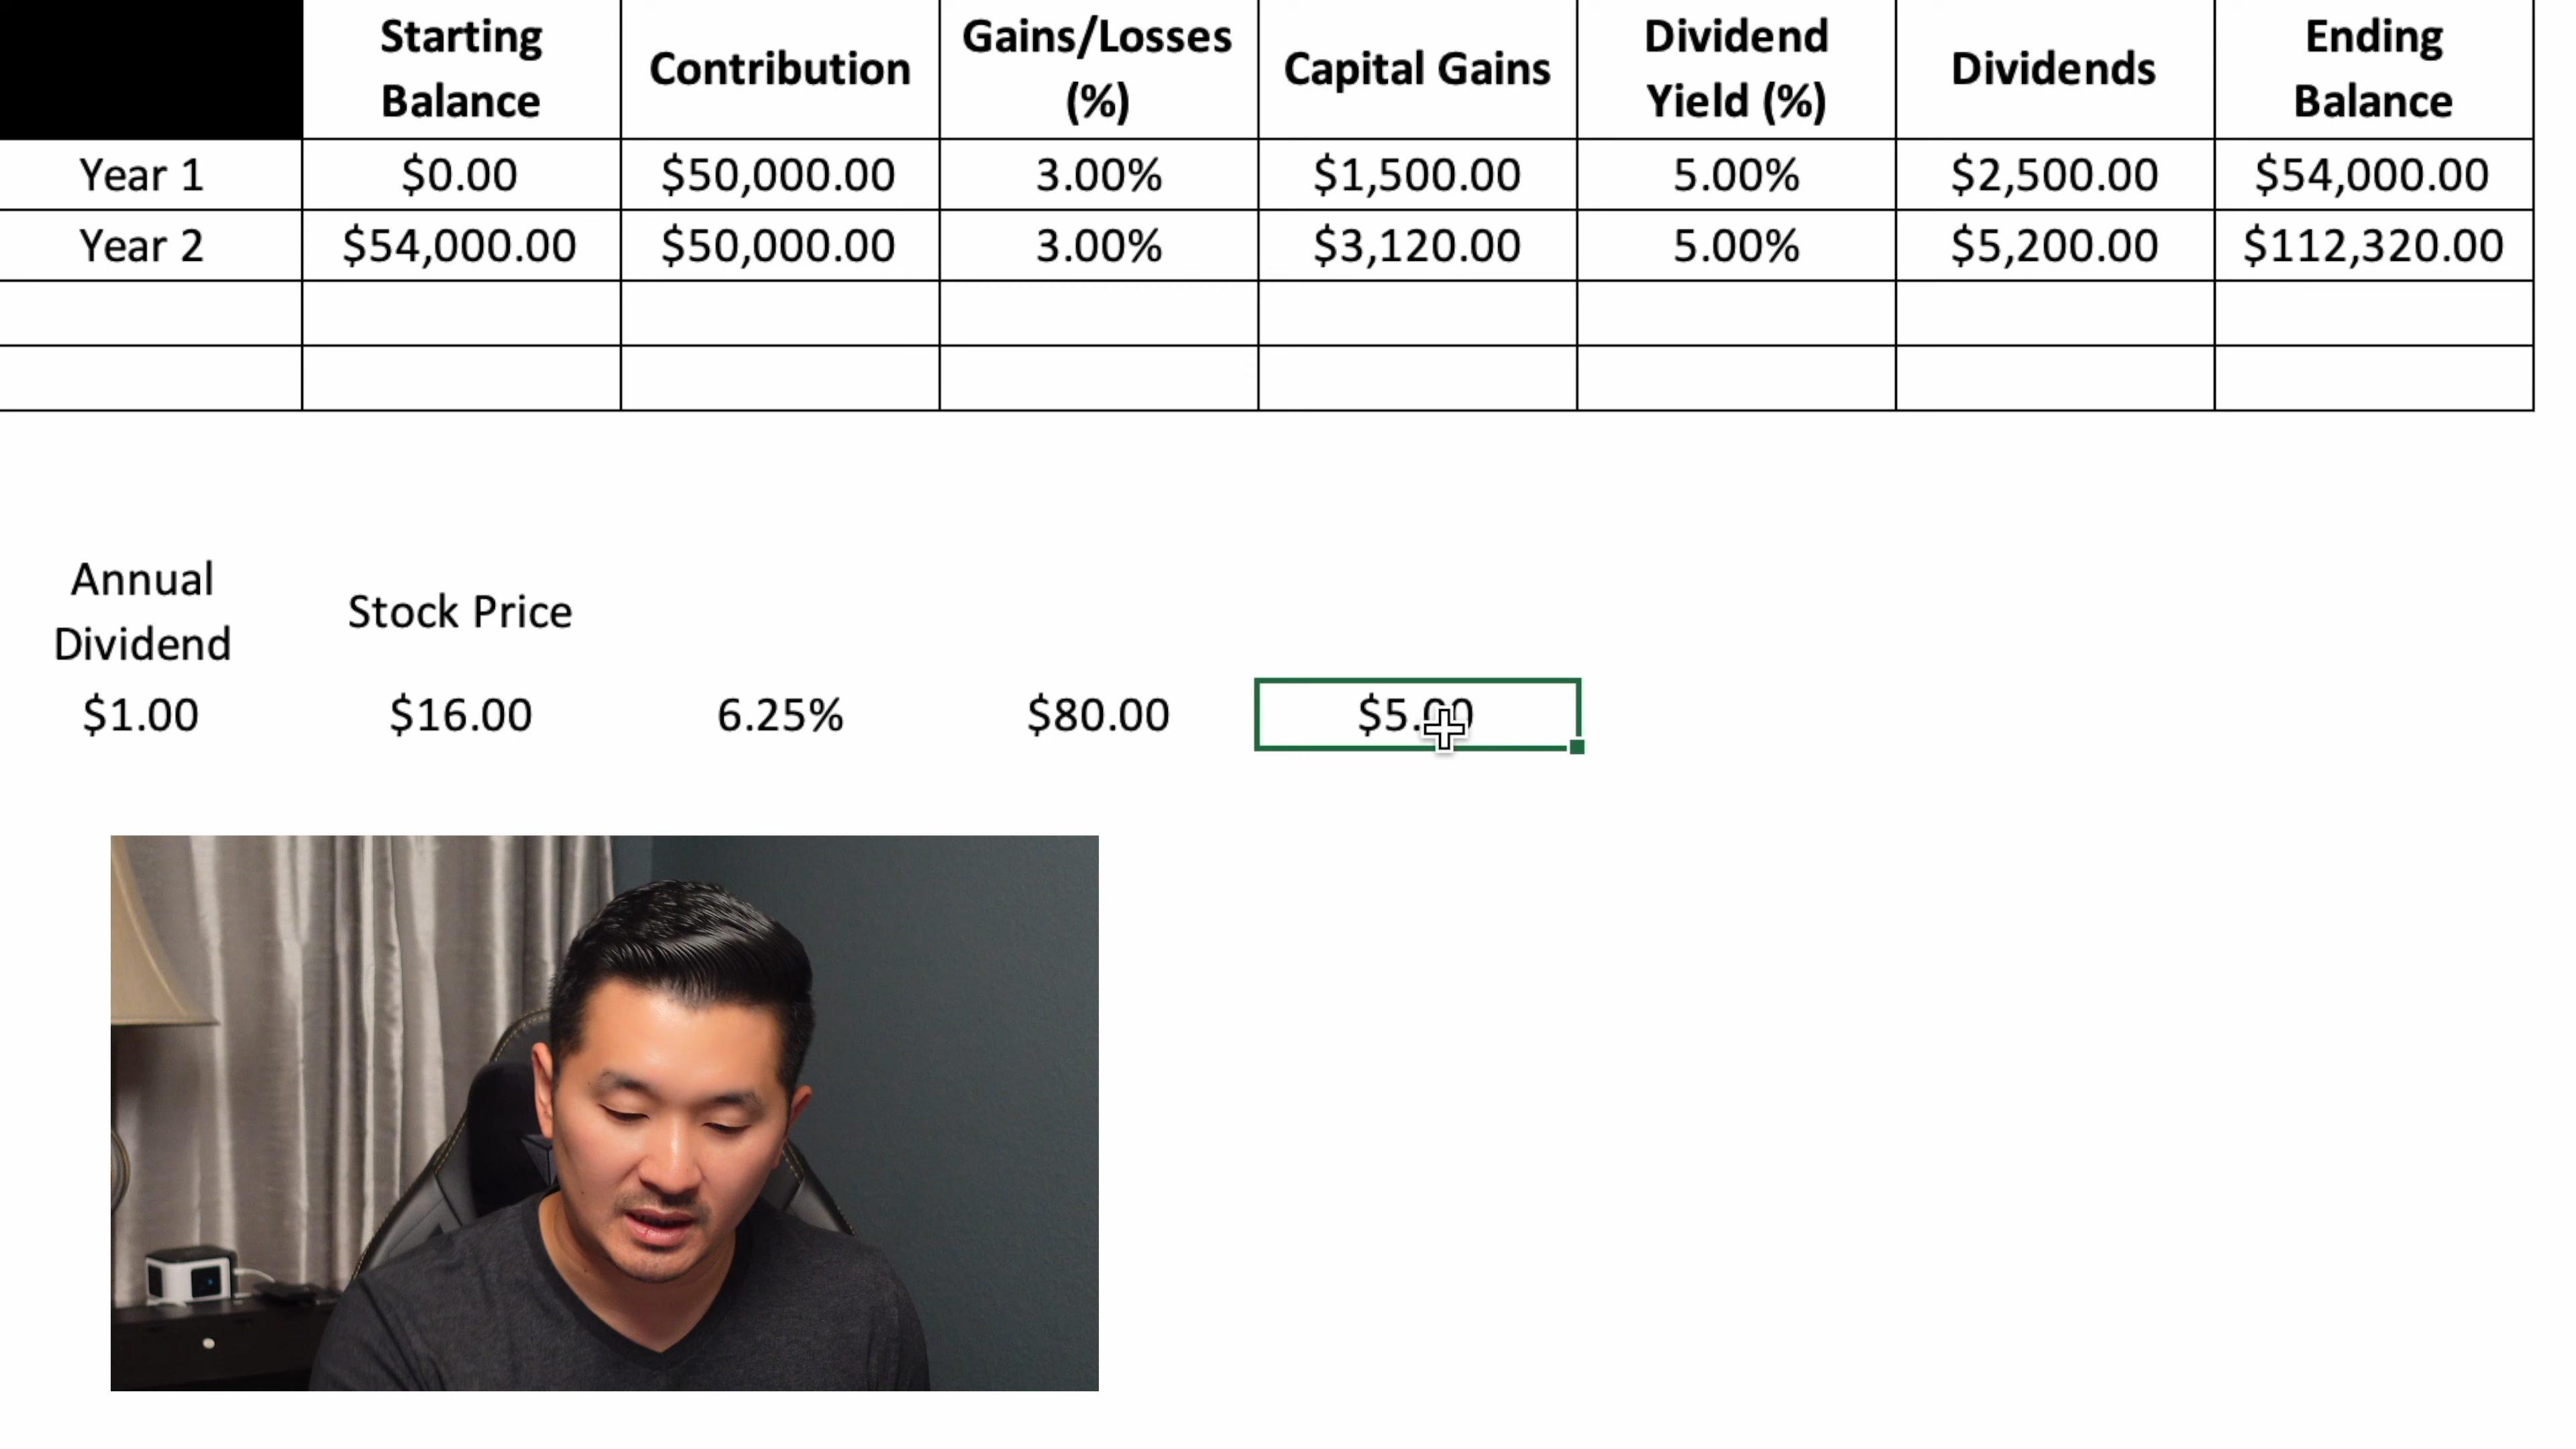 Starting Balance Contribution Gains/Losses (%) Capital Gains Dividend Yield (%) Dividends Ending Balance
Year 1 $0.00 $50,000.00 3.00% $1,500.00 5.00% $2,500.00 $54,000.00
Year 2 $54,000.00 $50,000.00 3.00% $3,120.00 5.00% $5,200.00 $112,320.00
Annual Dividend Stock Price
$1.00 $16.00 6.25% $80.00 $5.00